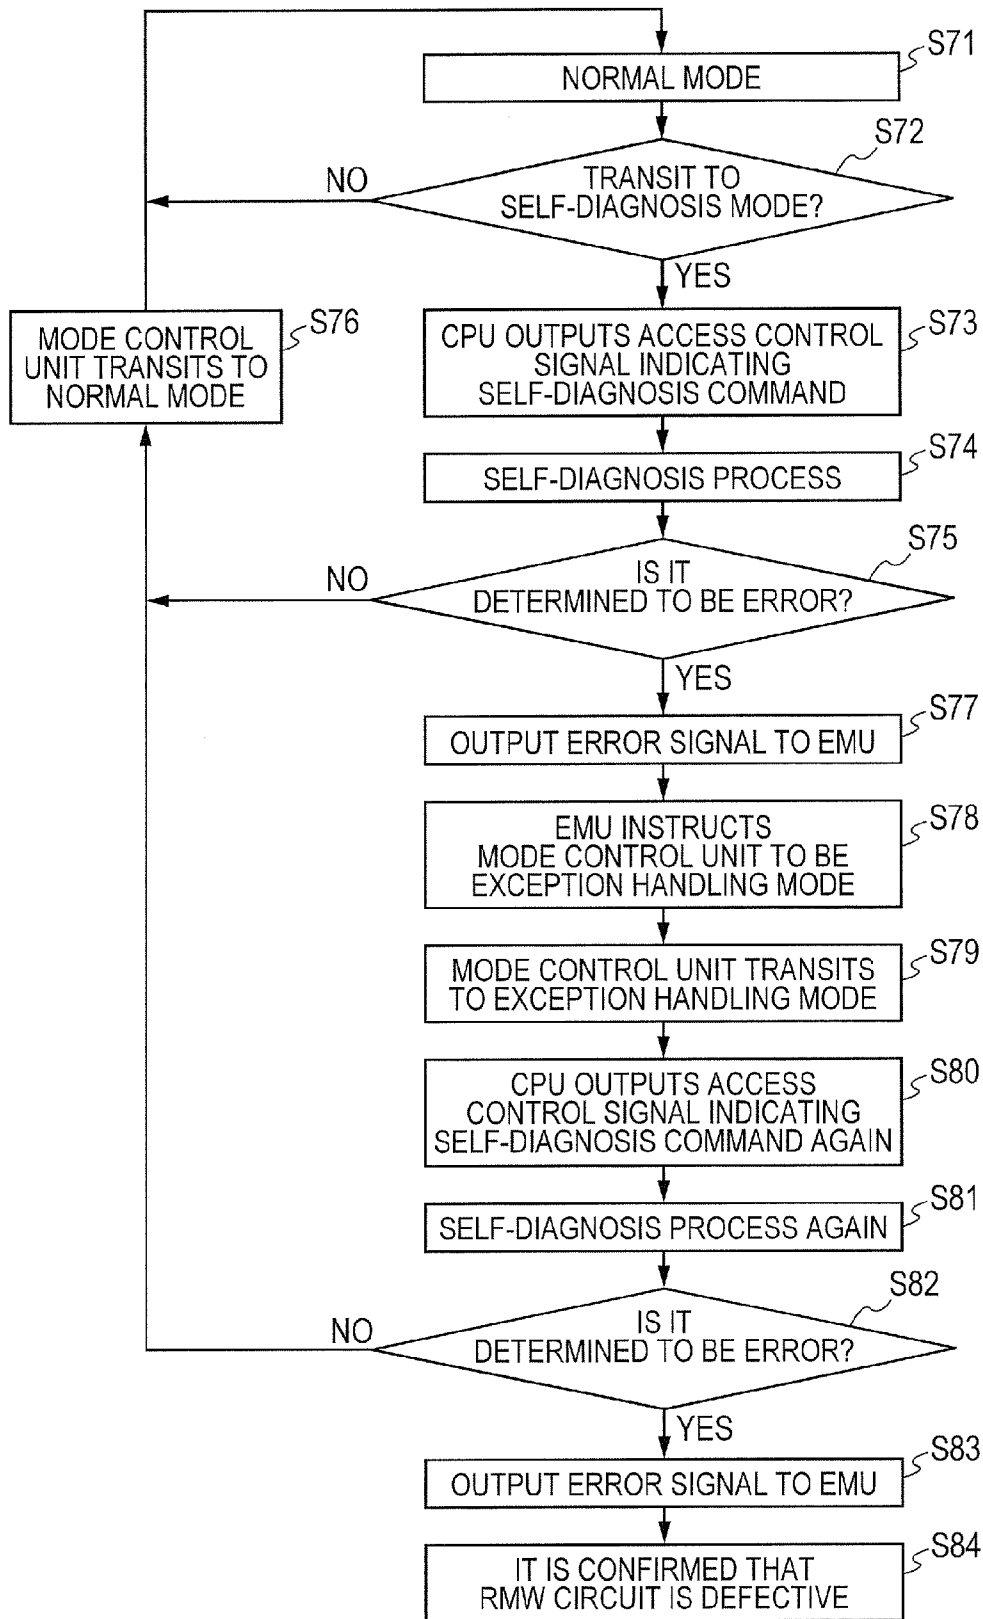 S71
NORMAL MODE
S72
TRANSIT TO
SELF-DIAGNOSIS MODE?
NO
YES
S73
CPU OUTPUTS ACCESS CONTROL
SIGNAL INDICATING
SELF-DIAGNOSIS COMMAND
S76
MODE CONTROL
UNIT TRANSITS TO
NORMAL MODE
S74
SELF-DIAGNOSIS PROCESS
S75
IS IT
DETERMINED TO BE ERROR?
NO
YES
S77
OUTPUT ERROR SIGNAL TO EMU
S78
EMU INSTRUCTS
MODE CONTROL UNIT TO BE
EXCEPTION HANDLING MODE
S79
MODE CONTROL UNIT TRANSITS
TO EXCEPTION HANDLING MODE
S80
CPU OUTPUTS ACCESS
CONTROL SIGNAL INDICATING
SELF-DIAGNOSIS COMMAND AGAIN
S81
SELF-DIAGNOSIS PROCESS AGAIN
S82
IS IT
DETERMINED TO BE ERROR?
NO
YES
S83
OUTPUT ERROR SIGNAL TO EMU
S84
IT IS CONFIRMED THAT
RMW CIRCUIT IS DEFECTIVE